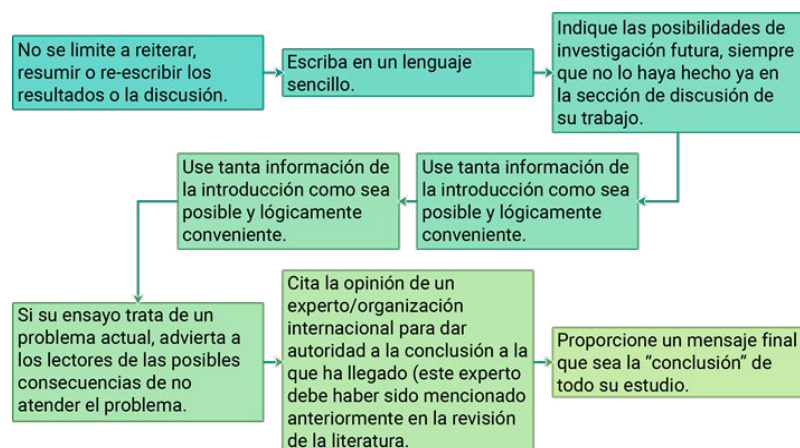 No se limite a reiterar,
resumir o re-escribir los
resultados o la discusión.
Escriba en un lenguaje
sencillo.
Indique las posibilidades de
investigación futura, siempre
que no lo haya hecho ya en
la sección de discusión de
su trabajo.
Use tanta información de
la introducción como sea
posible y lógicamente
conveniente.
Use tanta información de
la introducción como sea
posible y lógicamente
conveniente.
Si su ensayo trata de un
problema actual, advierta a
los lectores de las posibles
consecuencias de no
atender el problema.
Cita la opinión de un
experto/organización
internacional para dar
autoridad a la conclusión a la
que ha llegado (este experto
debe haber sido mencionado
anteriormente en la revisión
de la literatura.
Proporcione un mensaje final
que sea la “conclusión” de
todo su estudio.